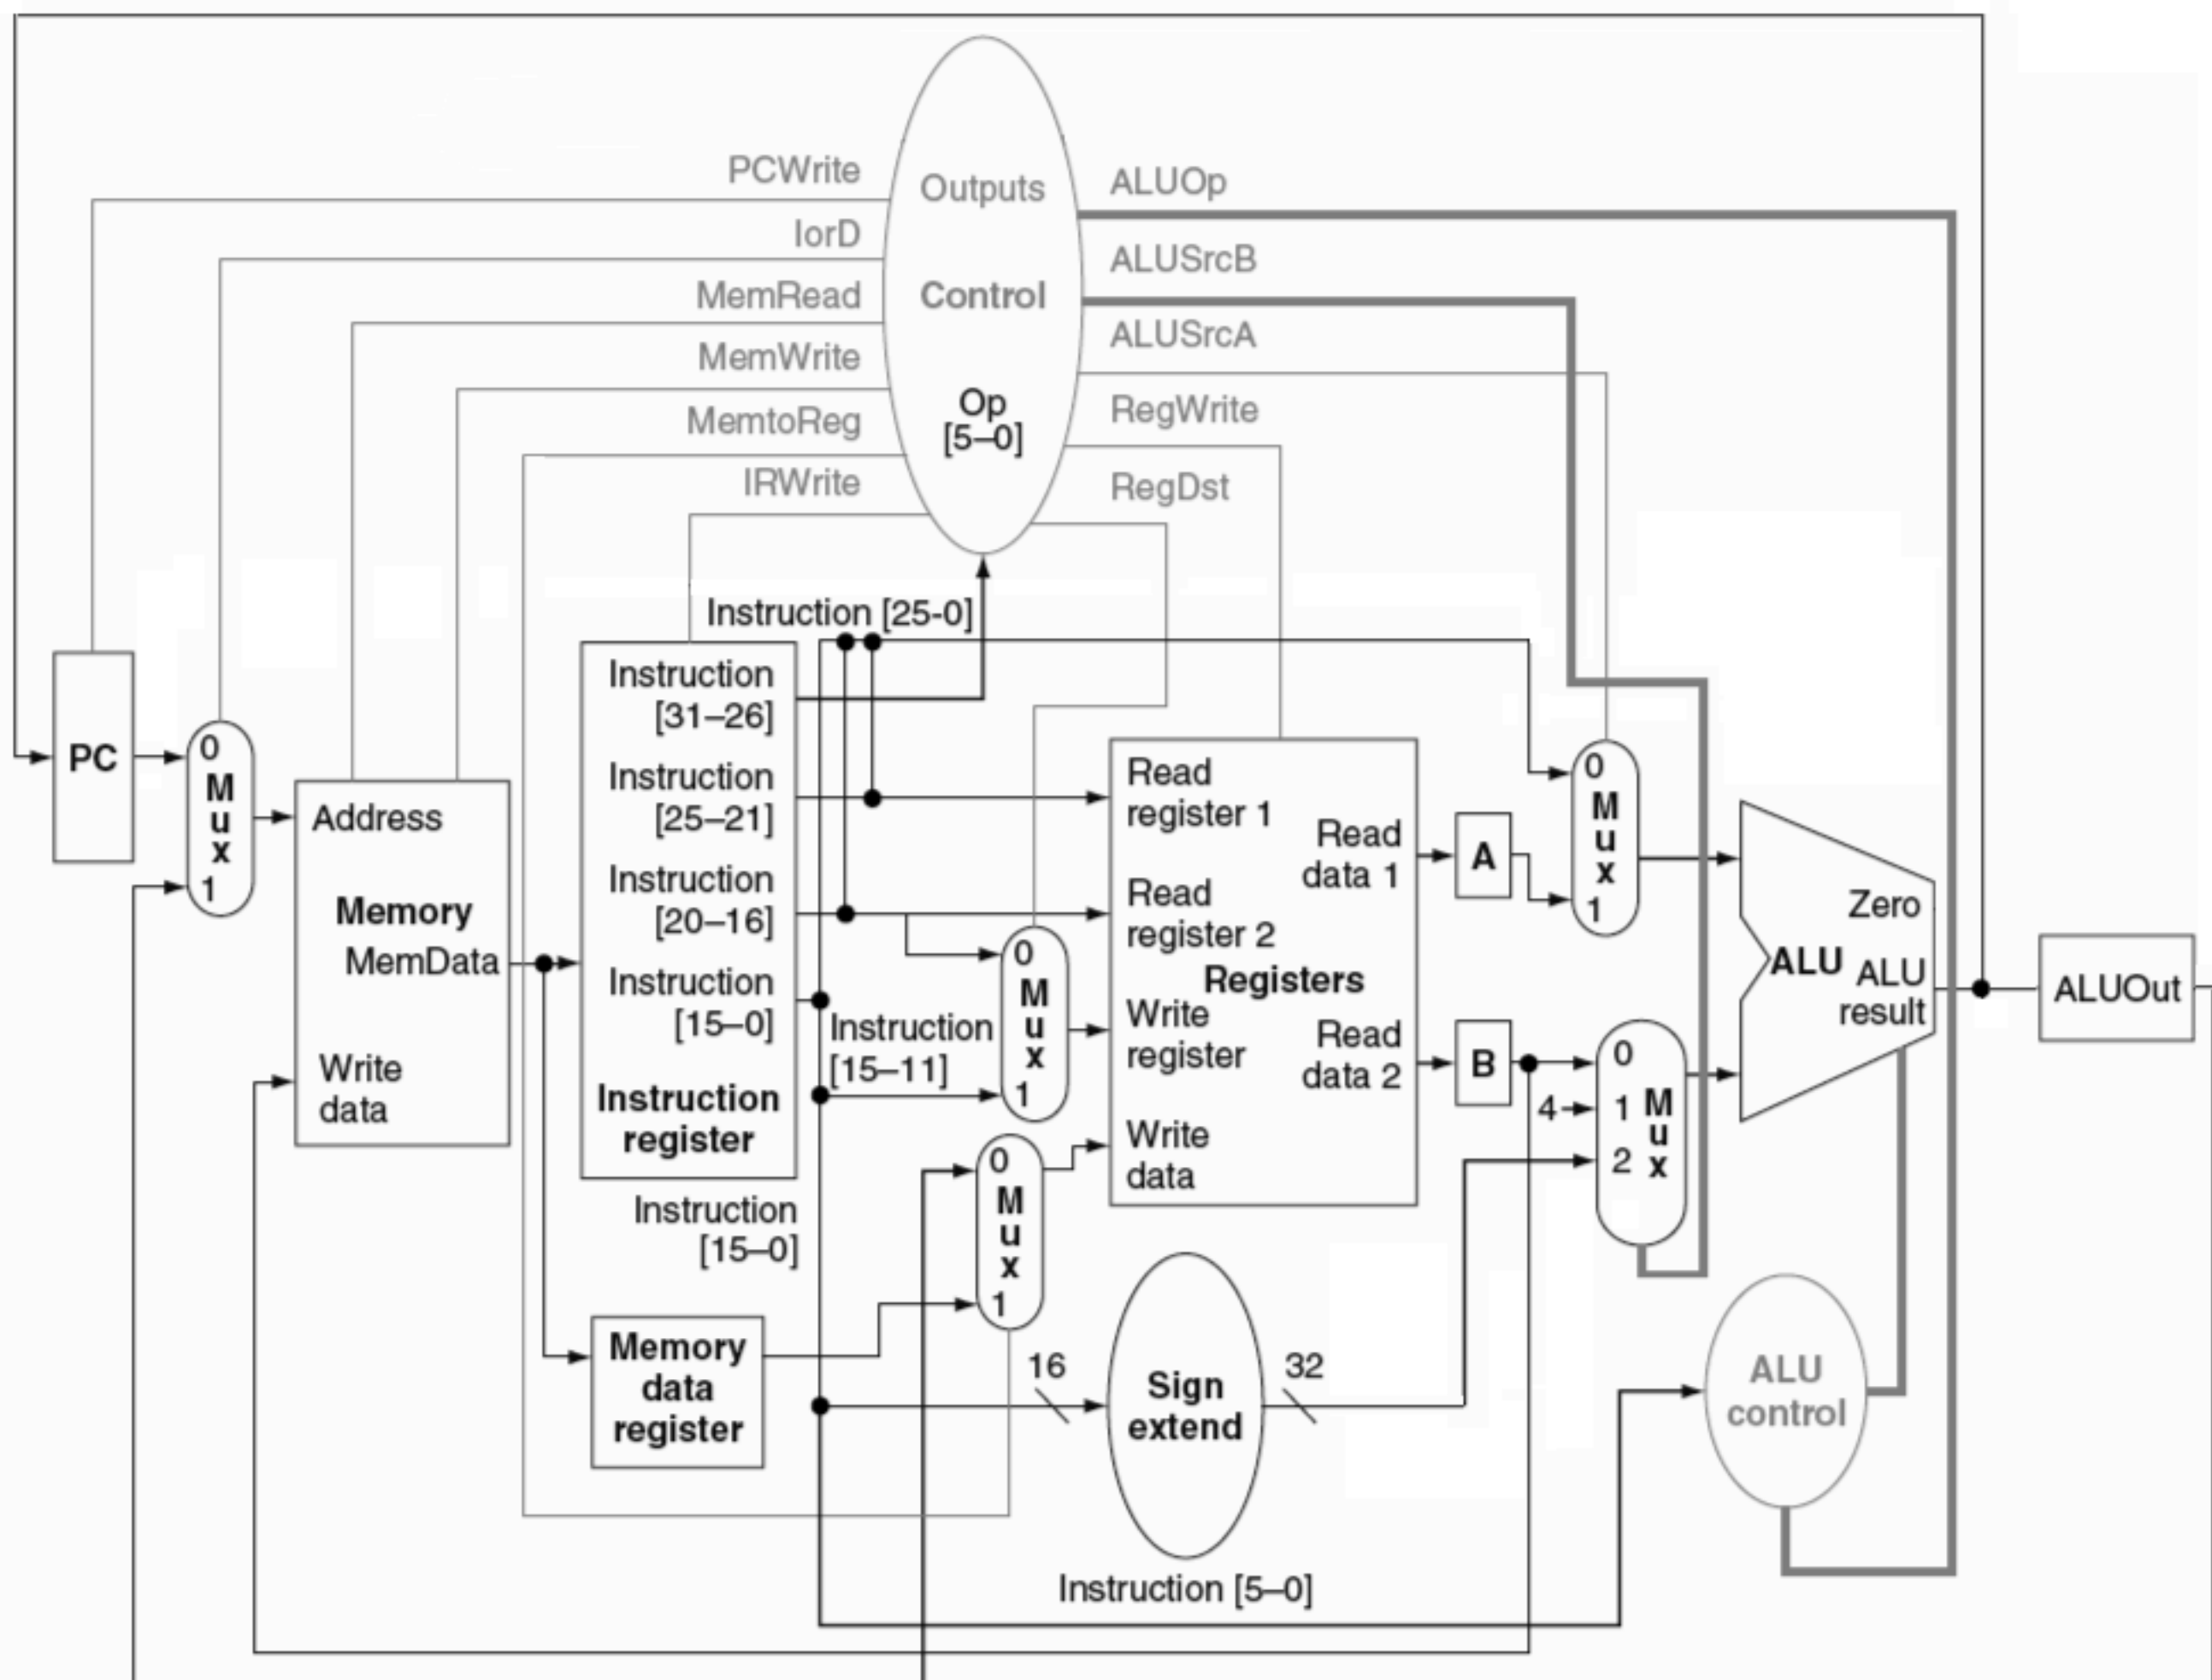 PCWrite
IorD
MemRead
MemWrite
MemtoReg
IRWrite
Outputs
Control
Op
[5–0]
ALUOp
ALUSrcB
ALUSrcA
RegWrite
RegDst
PC
0
M
u
x
1
Address
Memory
MemData
Write
data
Instruction [25-0]
Instruction
[31–26]
Instruction
[25–21]
Instruction
[20–16]
Instruction
[15–0]
Instruction
register
Instruction
[15–0]
Memory
data
register
Instruction
[15–11]
0
M
u
x
1
0
M
u
x
1
Read
register 1
Read
register 2
Registers
Write
register
Write
data
Read
data 1
Read
data 2
16
Sign
extend
32
Instruction [5–0]
A
B
4
0
M
u
x
1
0
1
2
M
u
x
Zero
ALU
ALU
result
ALU
control
ALUOut